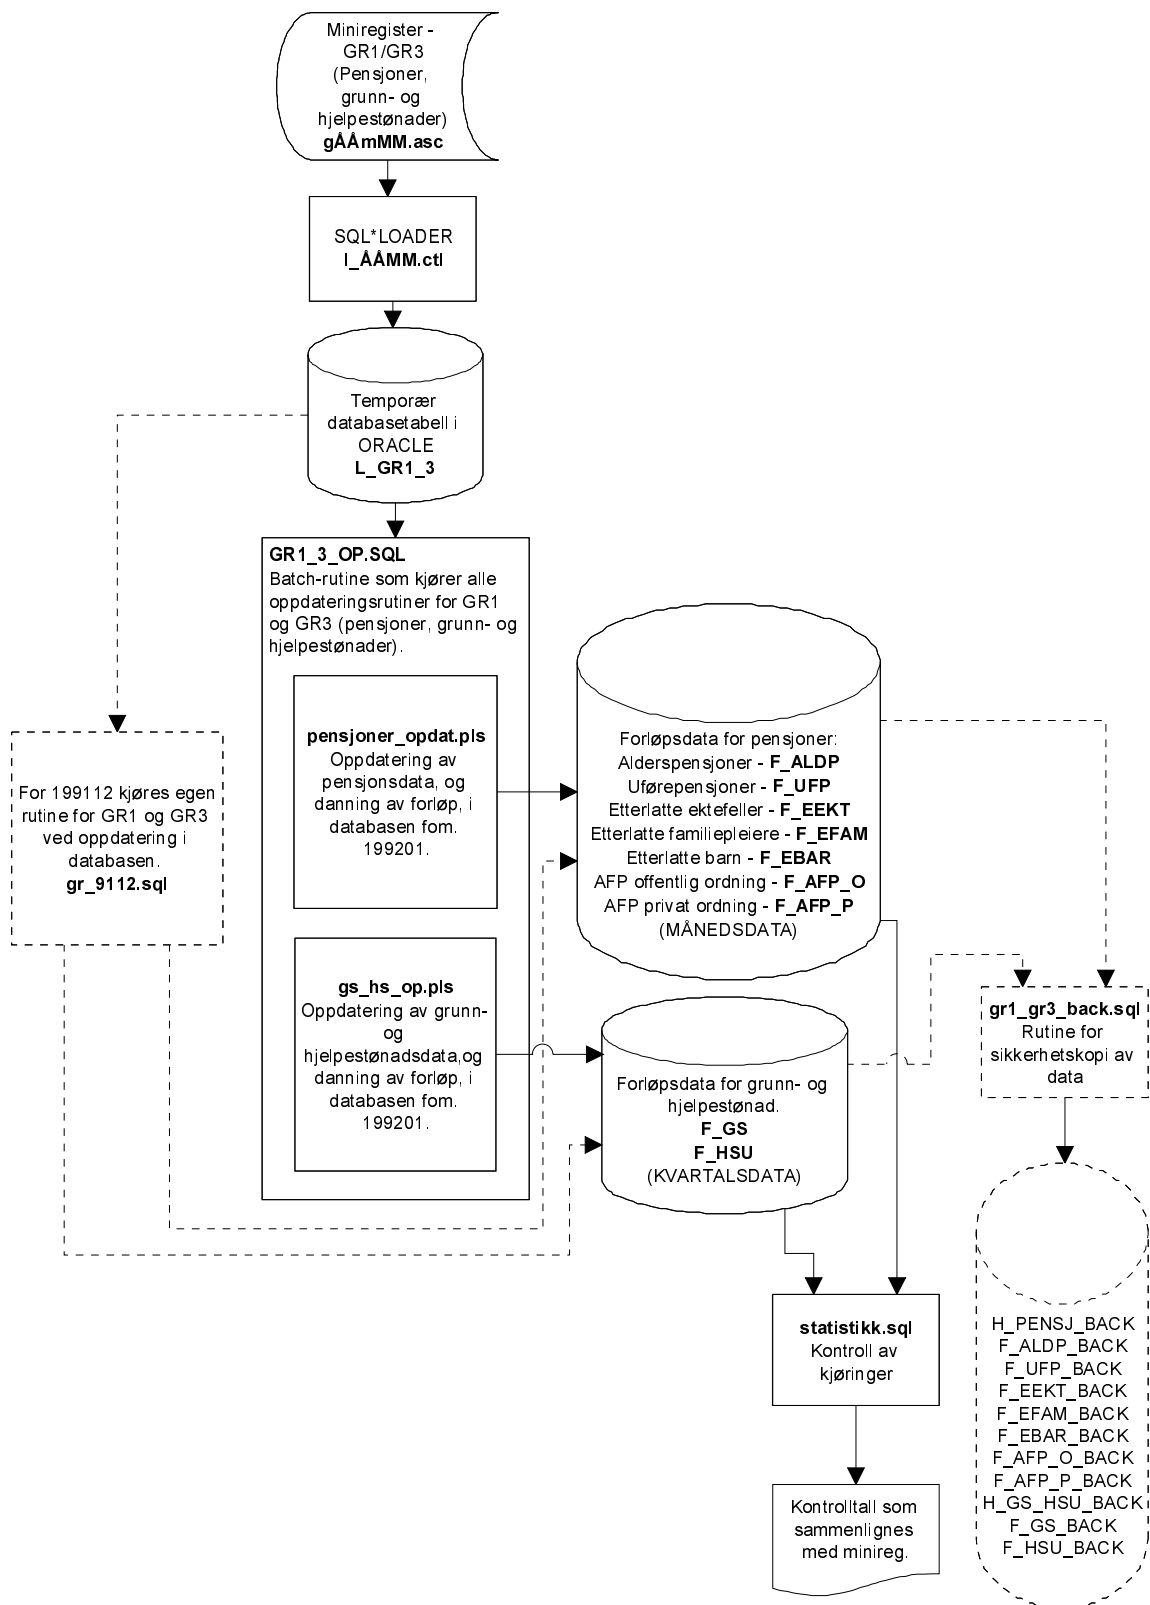 Miniregister -
GR1/GR3
(Pensjoner,
grunn- og
hjelpestønader)
gÅÅmMM.asc
SQL*LOADER
l_ÅÅMM.ctl
Temporær
databasetabell i
ORACLE
L_GR1_3
GR1_3_OP.SQL
Batch-rutine som kjører alle
oppdateringsrutiner for GR1
og GR3 (pensjoner, grunn- og
hjelpestønader).
pensjoner_opdat.pls
Oppdatering av
pensjonsdata, og
danning av forløp, i
databasen fom.
199201.
gs_hs_op.pls
Oppdatering av grunn-
og
hjelpestønadsdata,og
danning av forløp, i
databasen fom.
199201.
For 199112 kjøres egen
rutine for GR1 og GR3
ved oppdatering i
databasen.
gr_9112.sql
Forløpsdata for pensjoner:
Alderspensjoner - F_ALDP
Uførepensjoner - F_UFP
Etterlatte ektefeller - F_EEKT
Etterlatte familiepleiere - F_EFAM
Etterlatte barn - F_EBAR
AFP offentlig ordning - F_AFP_O
AFP privat ordning - F_AFP_P
(MÅNEDSDATA)
Forløpsdata for grunn- og
hjelpestønad.
F_GS
F_HSU
(KVARTALSDATA)
gr1_gr3_back.sql
Rutine for
sikkerhetskopi av
data
H_PENSJ_BACK
F_ALDP_BACK
F_UFP_BACK
F_EEKT_BACK
F_EFAM_BACK
F_EBAR_BACK
F_AFP_O_BACK
F_AFP_P_BACK
H_GS_HSU_BACK
F_GS_BACK
F_HSU_BACK
statistikk.sql
Kontroll av
kjøringer
Kontrolltall som
sammenlignes
med minireg.